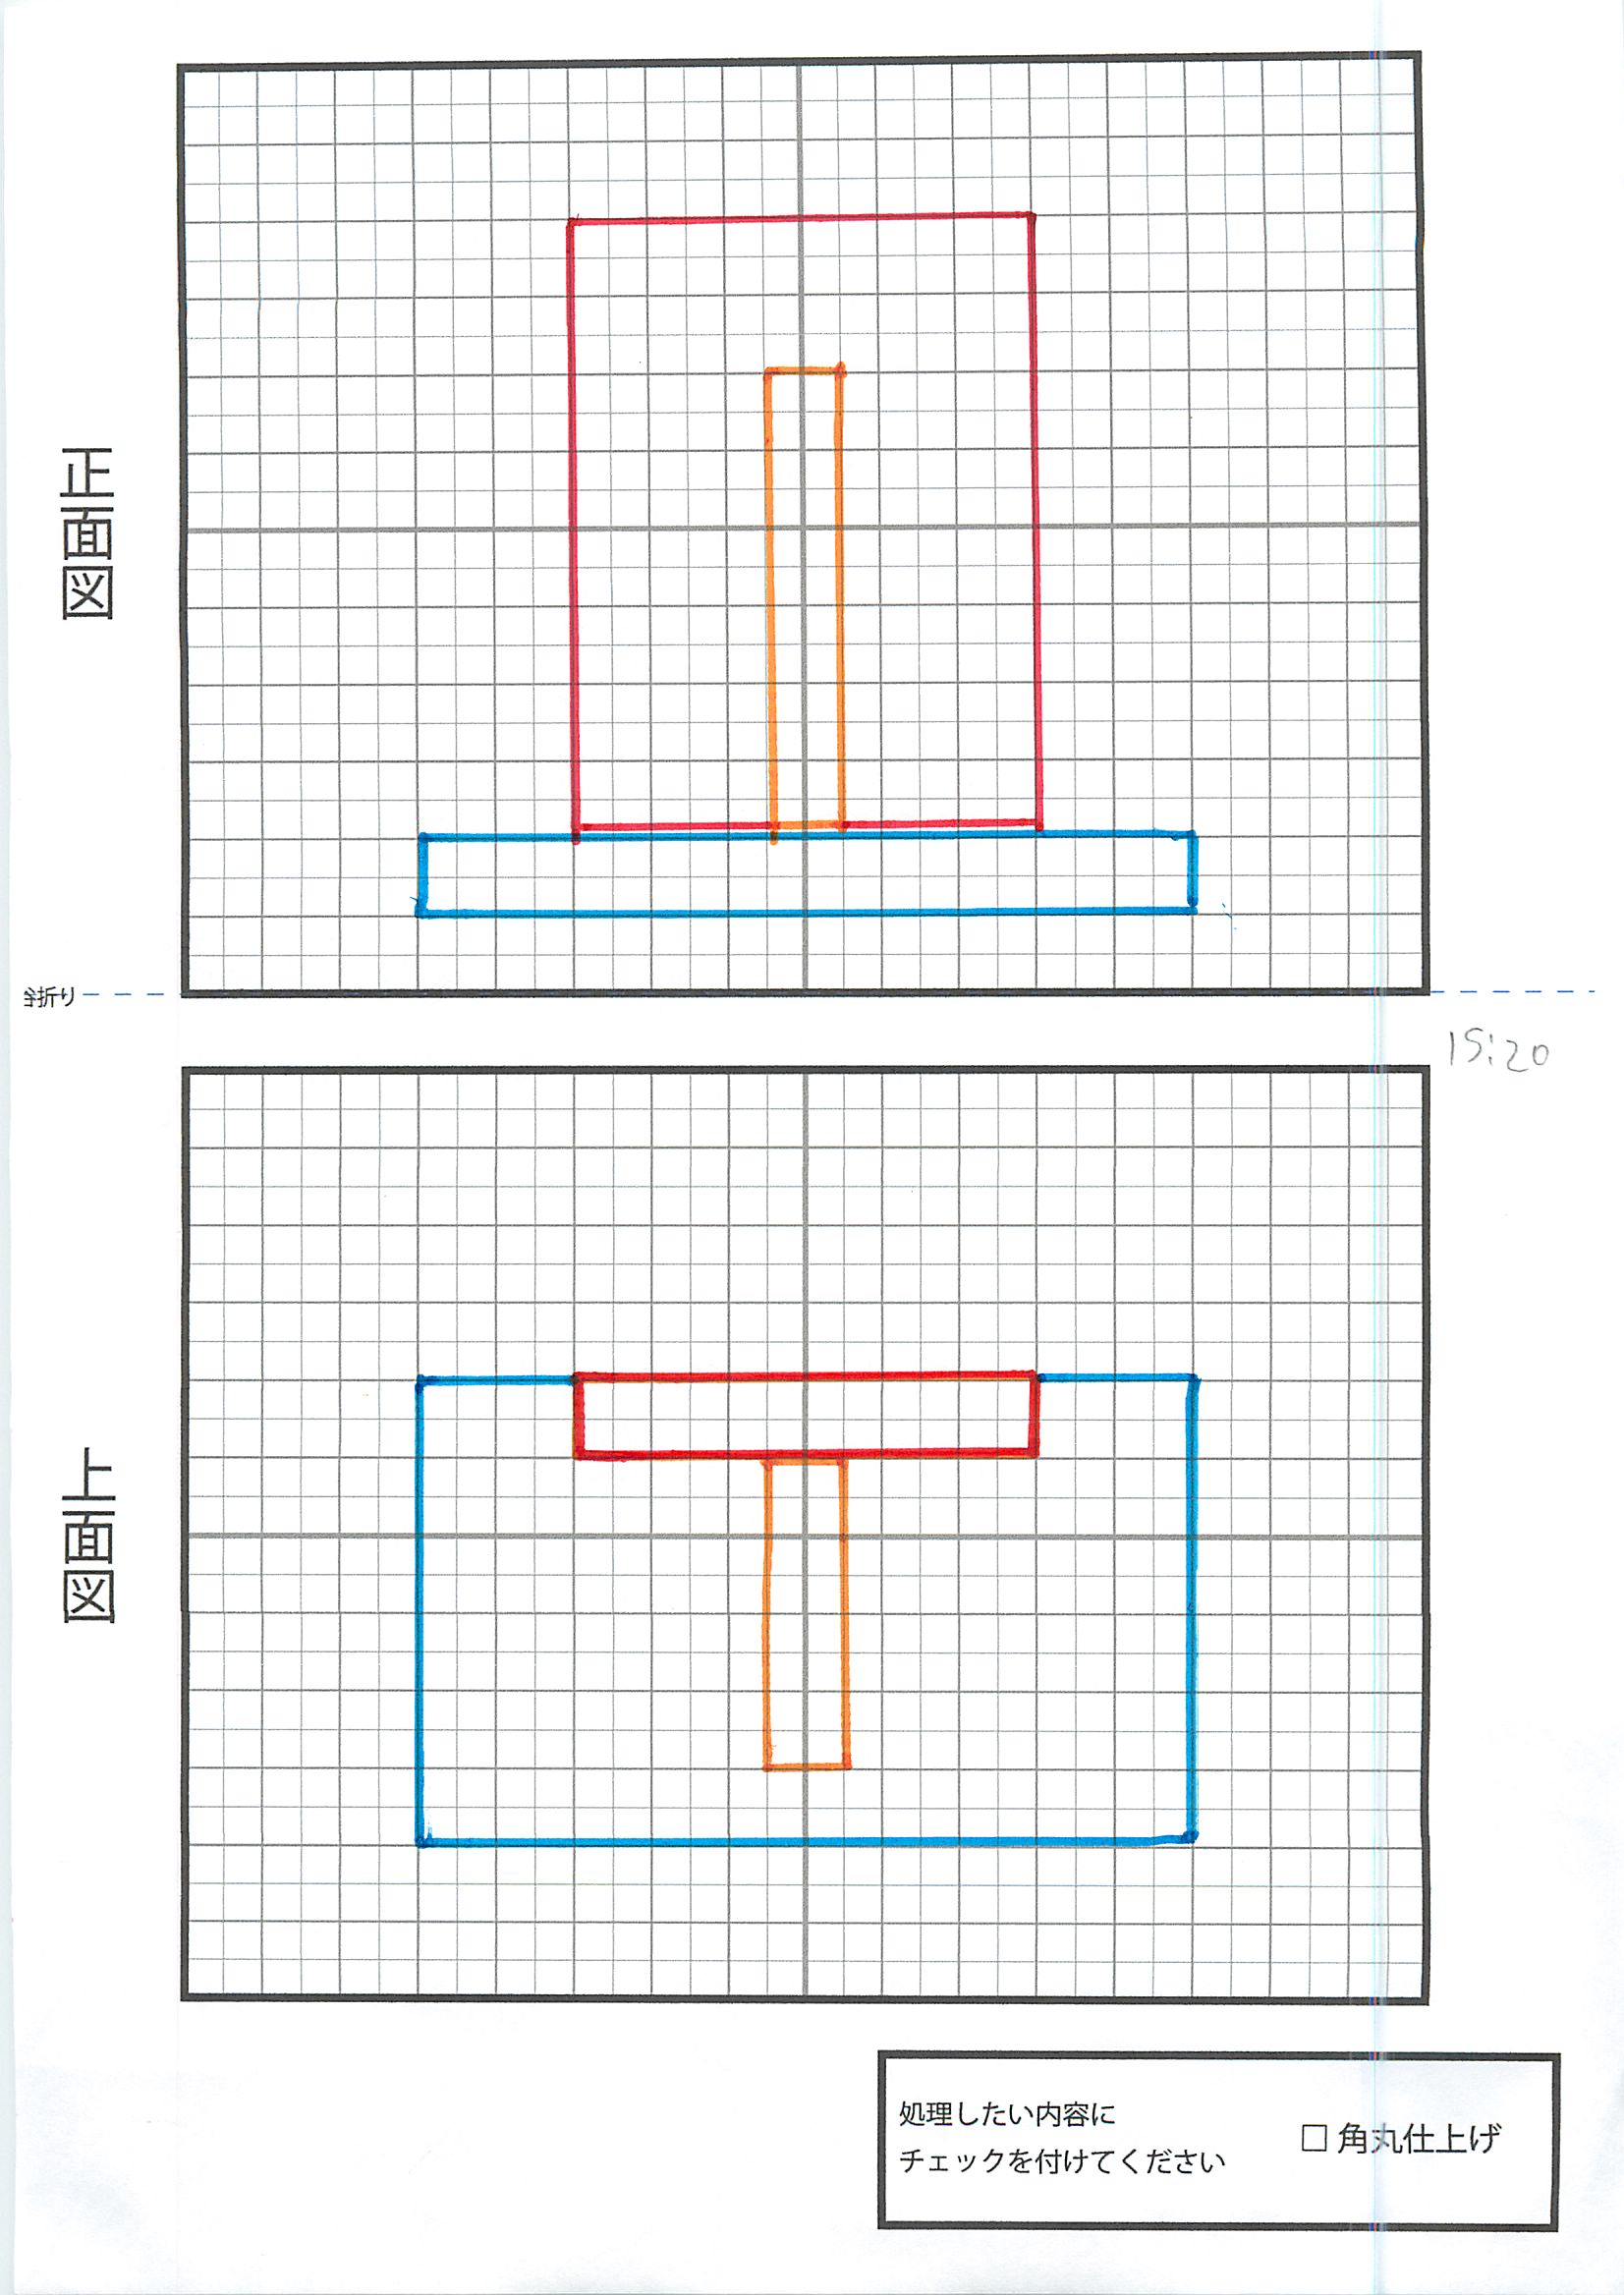 正面図
谷折り
15:20
上面図
処理したい内容に
チェックを付けてください
□ 角丸仕上げ